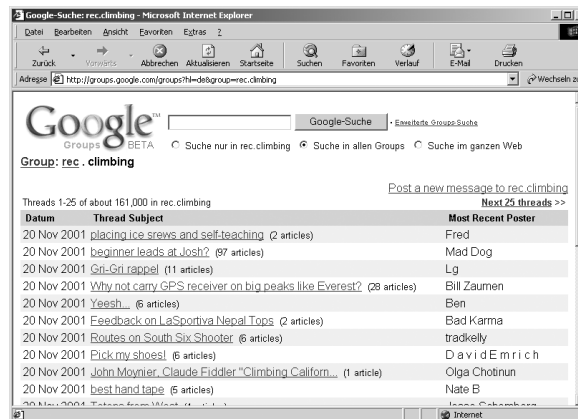 Google-Suche: rec.climbing - Microsoft Internet Explorer
Datei Bearbeiten Ansicht Favoriten Extras ?
Zurück Vorwärts Abbrechen Aktualisieren Startseite Suchen Favoriten Verlauf E-Mail Drucken
Adresse http://groups.google.com/groups?hl=de&group=rec.climbing Wechseln zu
Google™
Groups BETA
Google-Suche • Erweiterte Groups-Suche
Suche nur in rec.climbing Suche in allen Groups Suche im ganzen Web
Group: rec . climbing
Post a new message to rec.climbing
Threads 1-25 of about 161,000 in rec.climbing Next 25 threads >>
Datum Thread Subject Most Recent Poster
20 Nov 2001 placing ice srews and self-teaching (2 articles) Fred
20 Nov 2001 beginner leads at Josh? (97 articles) Mad Dog
20 Nov 2001 Gri-Gri rappel (11 articles) Lg
20 Nov 2001 Why not carry GPS receiver on big peaks like Everest? (28 articles) Bill Zaumen
20 Nov 2001 Yeesh... (6 articles) Ben
20 Nov 2001 Feedback on LaSportiva Nepal Tops (2 articles) Bad Karma
20 Nov 2001 Routes on South Six Shooter (6 articles) tradkelly
20 Nov 2001 Pick my shoes! (6 articles) D a v i d E m r i c h
20 Nov 2001 John Moynier, Claude Fiddler "Climbing Californ... (1 article) Olga Chotinun
20 Nov 2001 best hand tape (5 articles) Nate B
20 Nov 2001
Internet